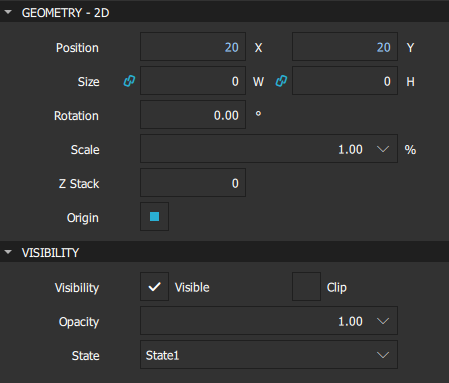 GEOMETRY - 2D
Position 20 X 20 Y
Size 0 W 0 H
Rotation 0.00 °
Scale 1.00 %
Z Stack 0
Origin
VISIBILITY
Visibility Visible Clip
Opacity 1.00
State State1